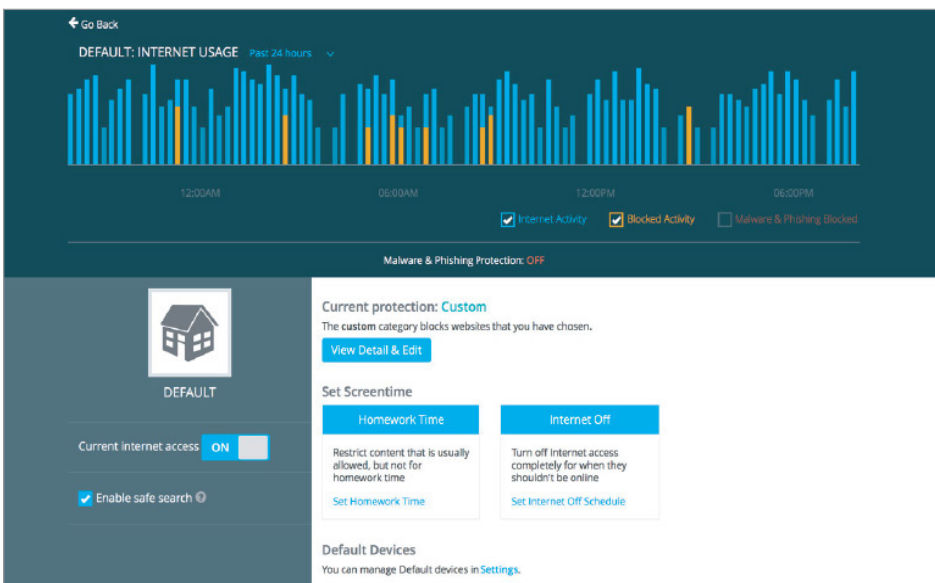 Go Back
DEFAULT: INTERNET USAGE Past 24 hours
12:00AM 06:00AM 12:00PM 06:00PM
Internet Activity Blocked Activity Malware & Phishing Blocked
Malware & Phishing Protection: OFF
DEFAULT
Current internet access ON
Enable safe search ?
Current protection: Custom
The custom category blocks websites that you have chosen.
View Detail & Edit
Set Screentime
Homework Time
Restrict content that is usually
allowed, but not for
homework time
Set Homework Time
Internet Off
Turn off Internet access
completely for when they
shouldn't be online
Set Internet Off Schedule
Default Devices
You can manage Default devices in Settings.